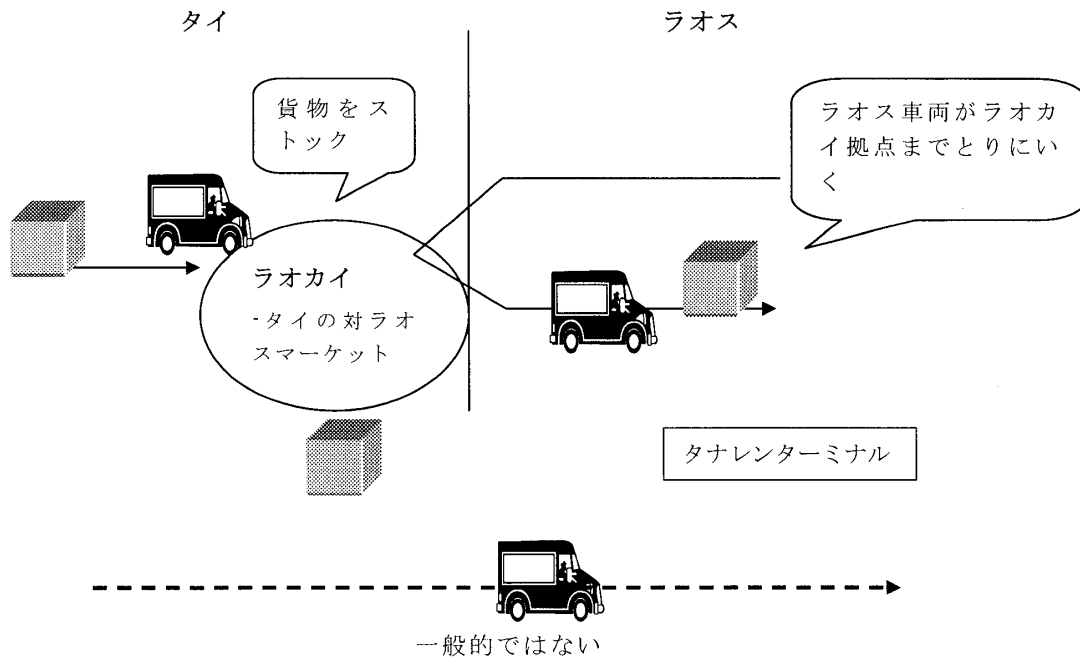 タイ
ラオス
貨物をス
トック
ラオス車両がラオカ
イ拠点までとりにい
く
ラオカイ
-タイの対ラオ
スマーケット
タナレンターミナル
一般的ではない